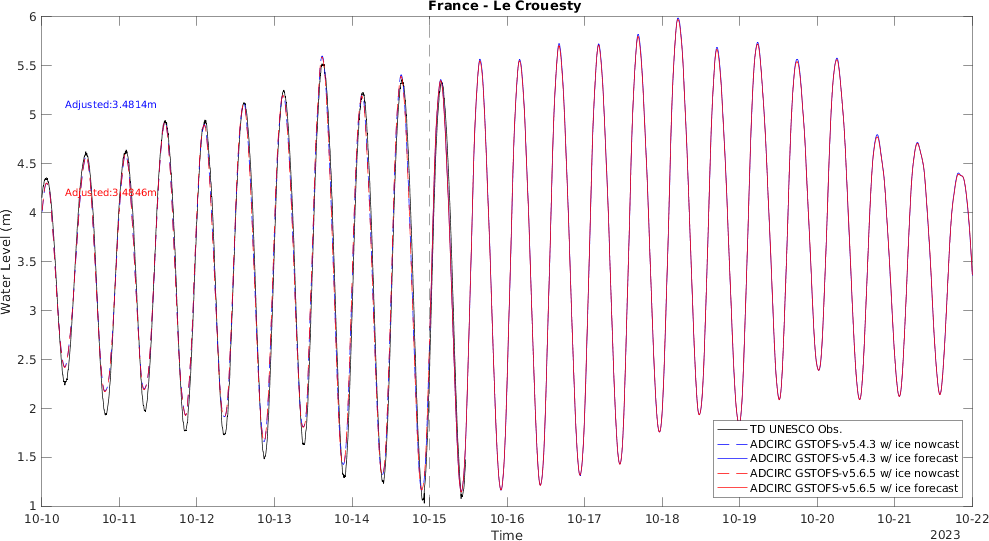 France - Le Crouesty
6
5.5
5
4.5
4
3.5
3
2.5
2
1.5
1
Water Level (m)
Adjusted:3.4814m
Adjusted:3.4846m
TD UNESCO Obs.
ADCIRC GSTOFS-v5.4.3 w/ ice nowcast
ADCIRC GSTOFS-v5.4.3 w/ ice forecast
ADCIRC GSTOFS-v5.6.5 w/ ice nowcast
ADCIRC GSTOFS-v5.6.5 w/ ice forecast
10-10 10-11 10-12 10-13 10-14 10-15 10-16 10-17 10-18 10-19 10-20 10-21 10-22
Time
2023